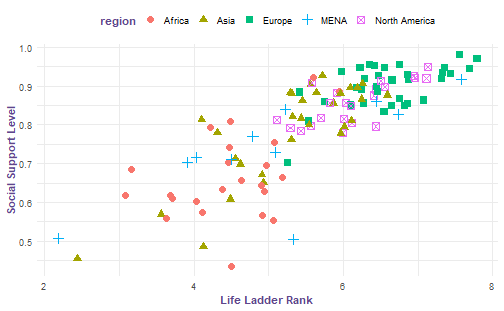 region Africa Asia Europe MENA North America
1.0
0.9
0.8
0.7
0.6
0.5
Social Support Level
2 4 6 8
Life Ladder Rank